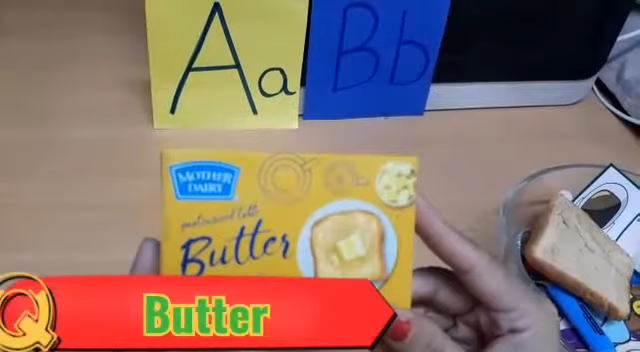 Aa
Bb
MOTHER
DAIRY
pasteurised table
Butter
Q
Butter